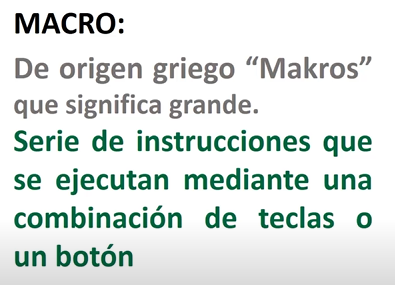 MACRO:
De origen griego “Makros”
que significa grande.
Serie de instrucciones que
se ejecutan mediante una
combinación de teclas o
un botón